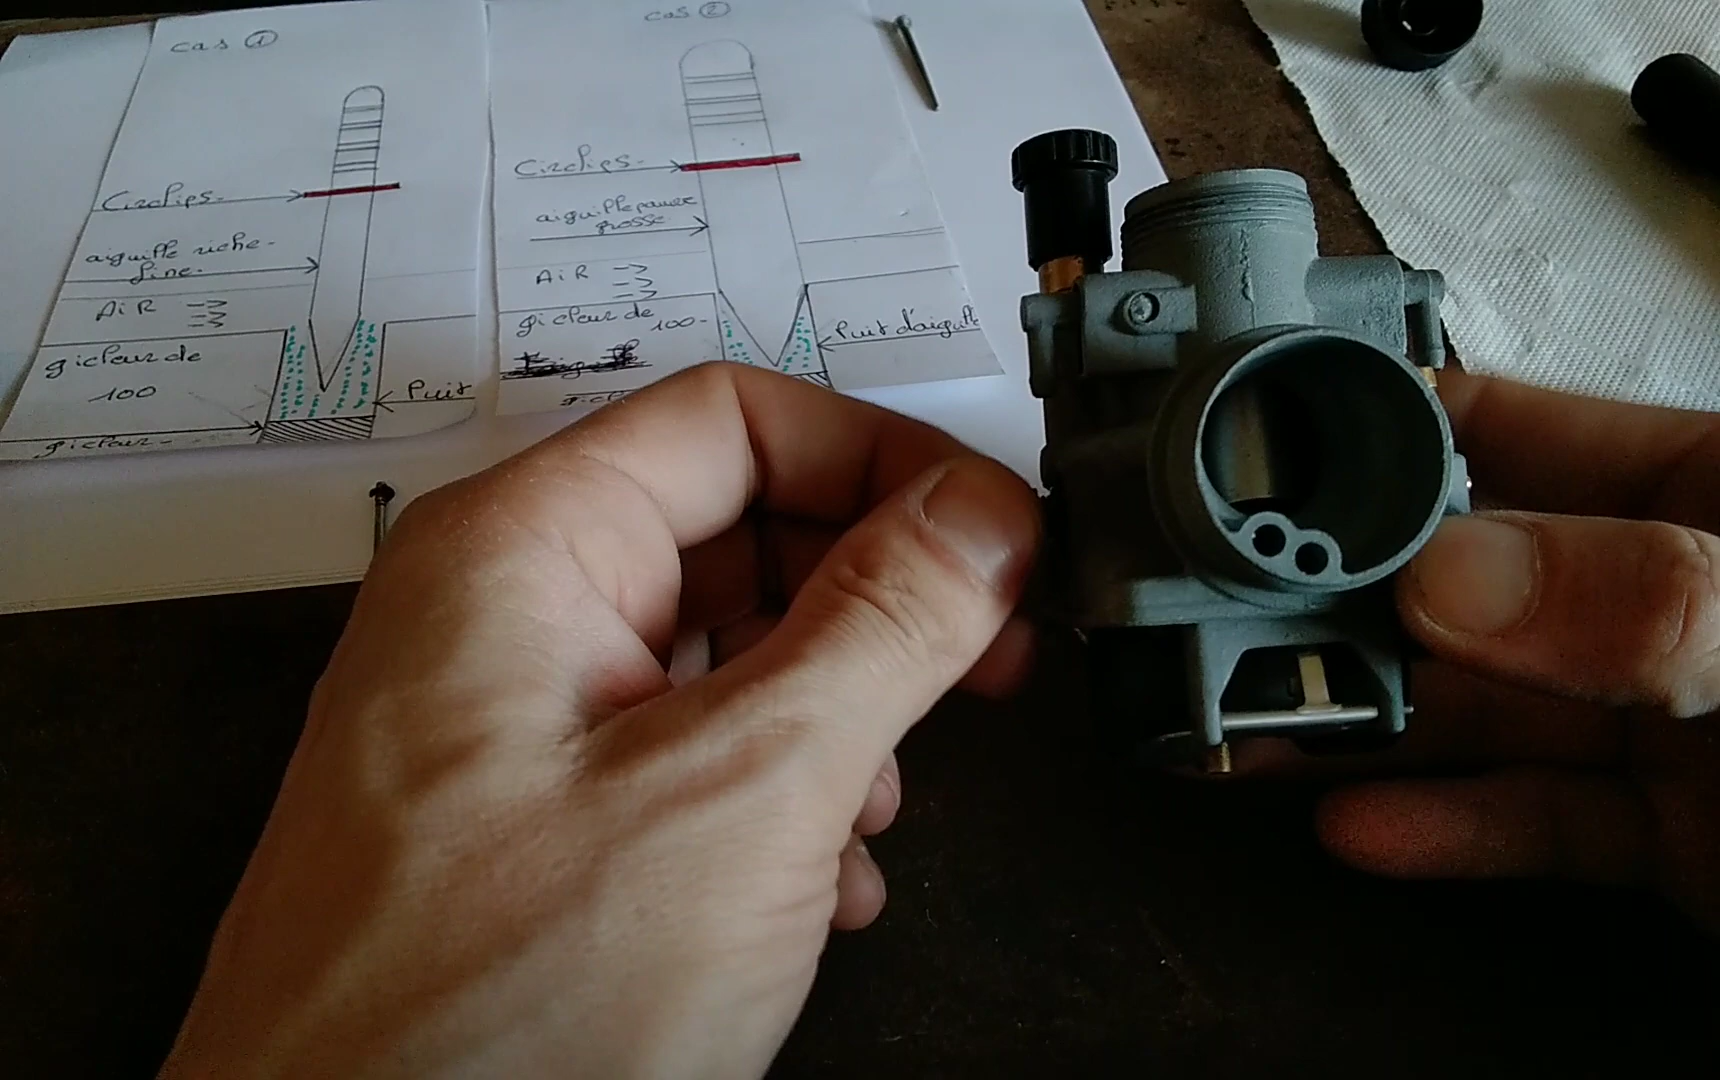 cas ①
Circlips.
aiguille riche.
fine.
AiR
gicleur de
100
Puit
gicleur.
cas ②
Circlips.
aiguille pauvre
grosse
AiR
gicleur de
100.
Puit d'aiguille